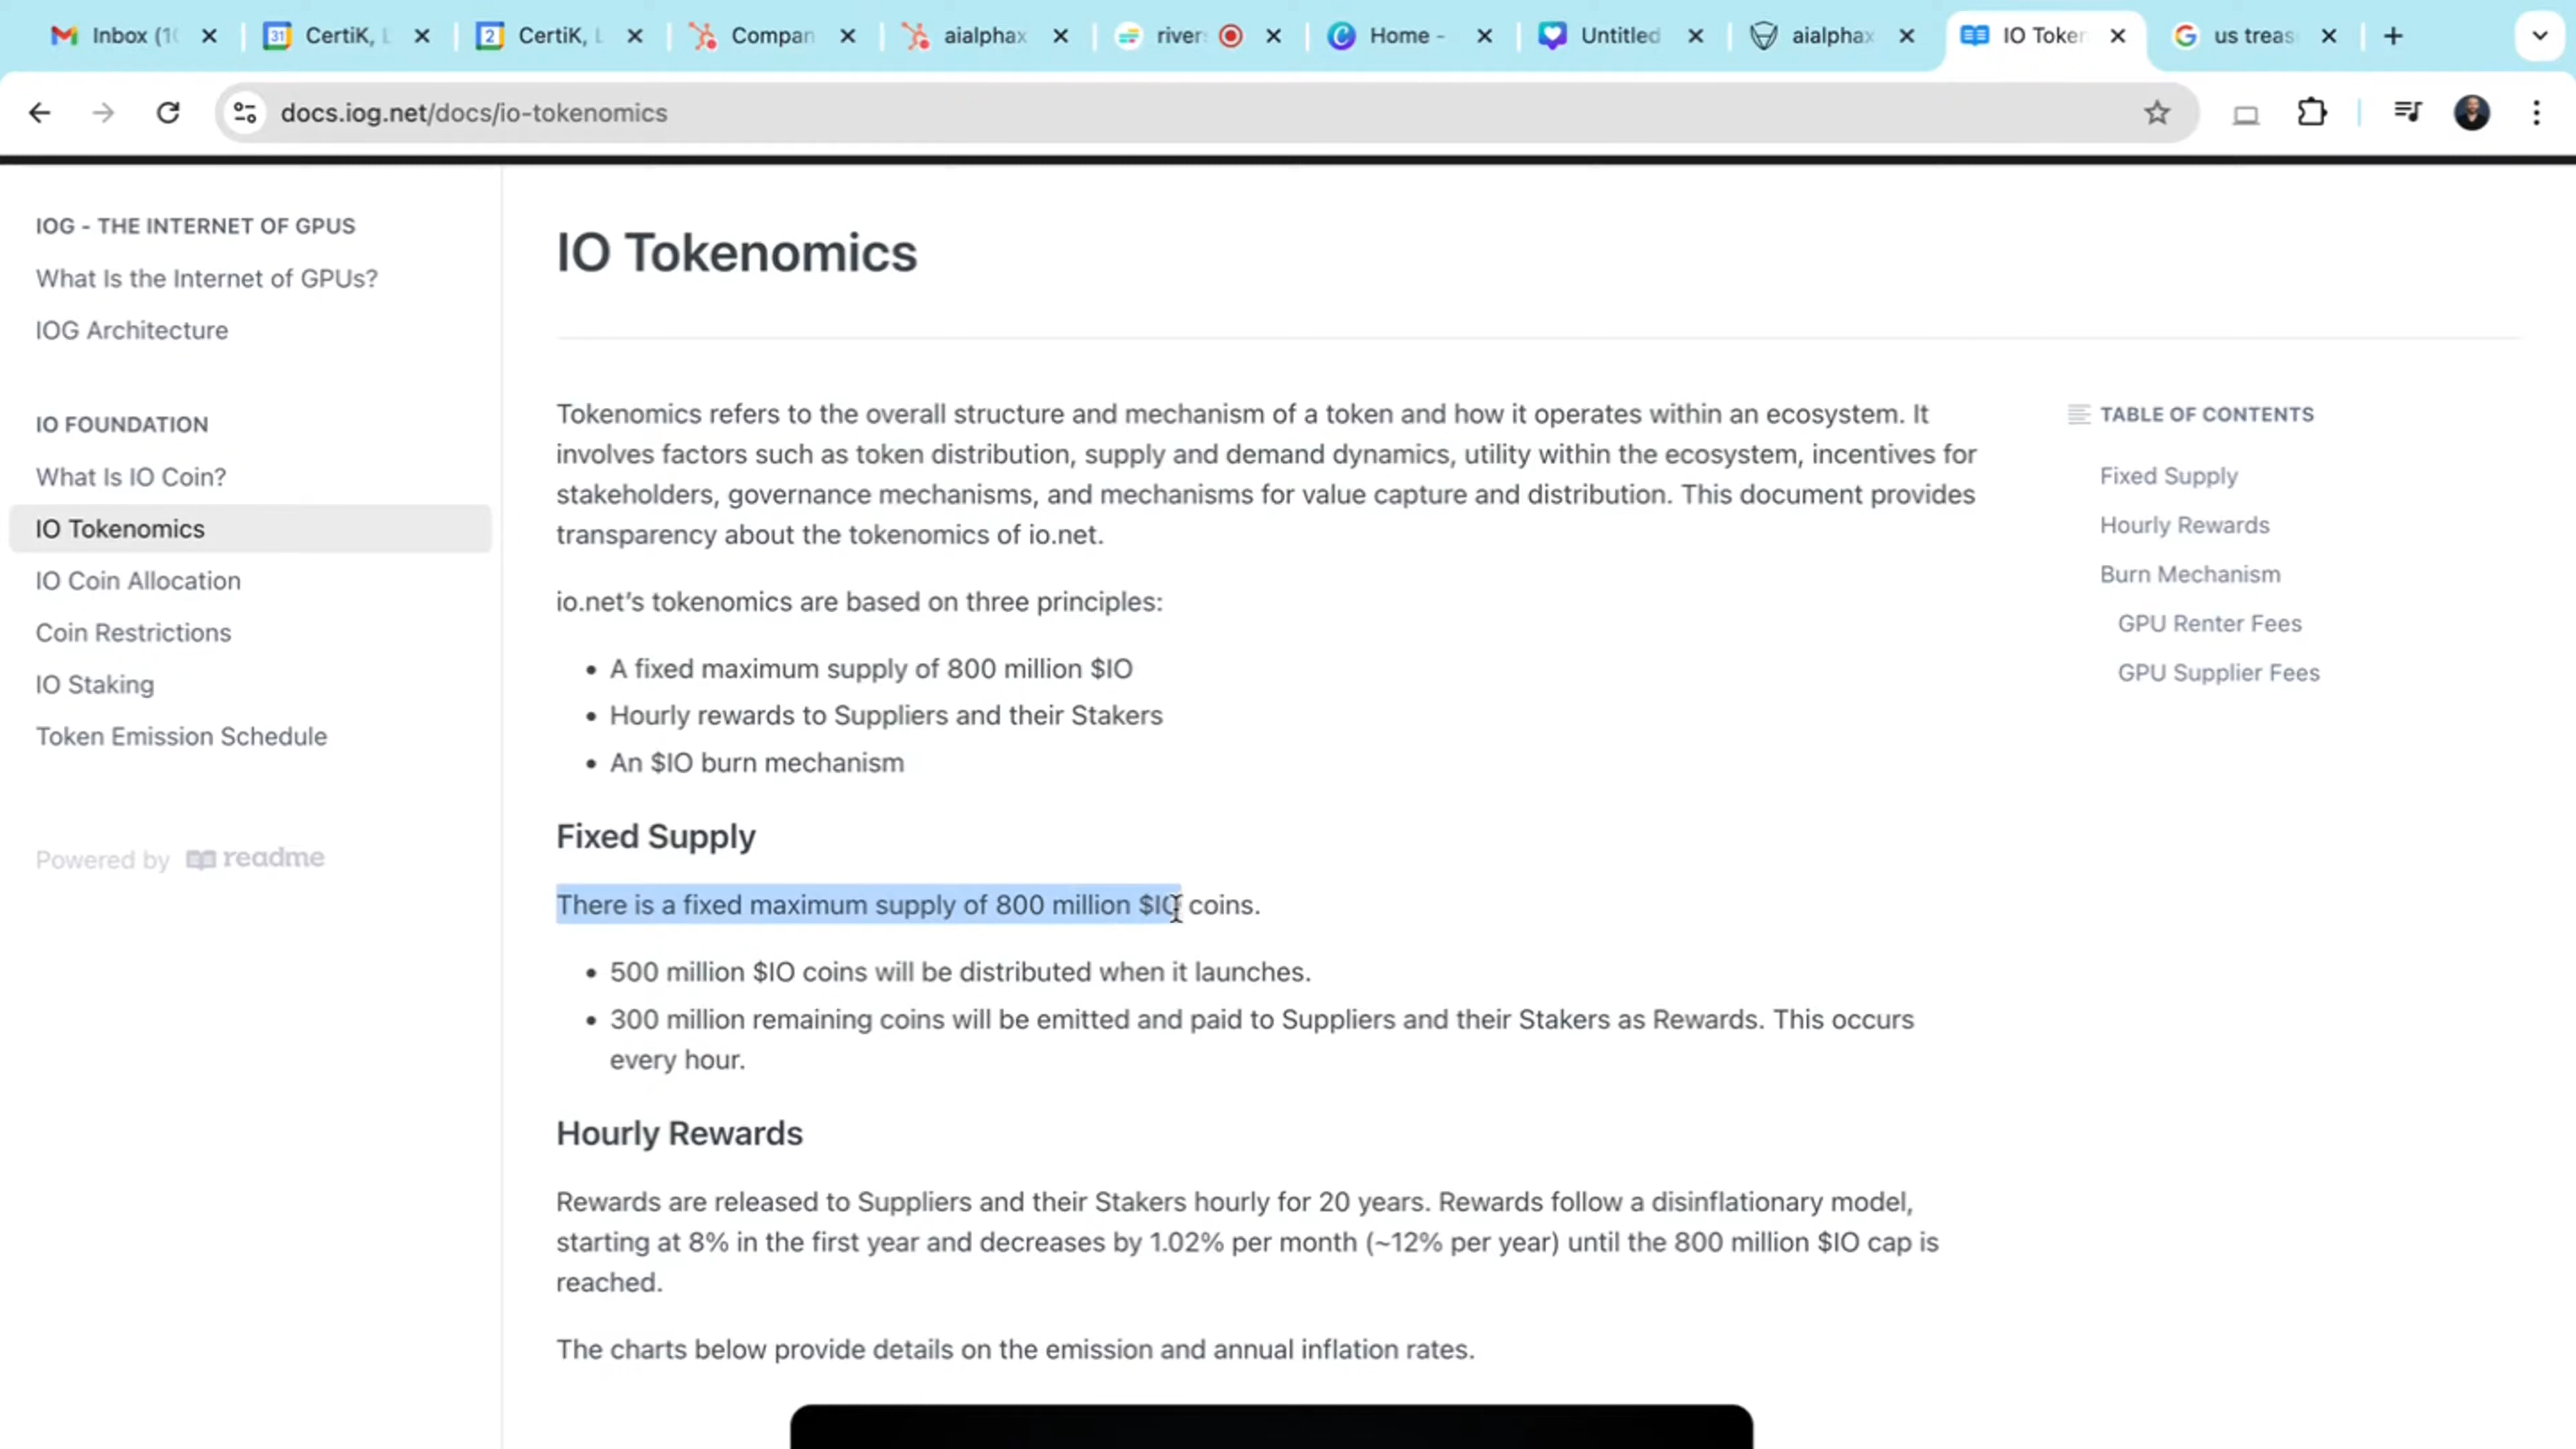 Inbox (1
CertiK, L
CertiK, L
Compan
aialphax
river
Home -
Untitled
aialphax
IO Token
us treas
docs.iog.net/docs/io-tokenomics
IOG - THE INTERNET OF GPUS
What Is the Internet of GPUs?
IOG Architecture
IO FOUNDATION
What Is IO Coin?
IO Tokenomics
IO Coin Allocation
Coin Restrictions
IO Staking
Token Emission Schedule
Powered by readme
IO Tokenomics
Tokenomics refers to the overall structure and mechanism of a token and how it operates within an ecosystem. It
involves factors such as token distribution, supply and demand dynamics, utility within the ecosystem, incentives for
stakeholders, governance mechanisms, and mechanisms for value capture and distribution. This document provides
transparency about the tokenomics of io.net.
io.net’s tokenomics are based on three principles:
• A fixed maximum supply of 800 million $IO
• Hourly rewards to Suppliers and their Stakers
• An $IO burn mechanism
Fixed Supply
There is a fixed maximum supply of 800 million $IO coins.
• 500 million $IO coins will be distributed when it launches.
• 300 million remaining coins will be emitted and paid to Suppliers and their Stakers as Rewards. This occurs
every hour.
Hourly Rewards
Rewards are released to Suppliers and their Stakers hourly for 20 years. Rewards follow a disinflationary model,
starting at 8% in the first year and decreases by 1.02% per month (~12% per year) until the 800 million $IO cap is
reached.
The charts below provide details on the emission and annual inflation rates.
TABLE OF CONTENTS
Fixed Supply
Hourly Rewards
Burn Mechanism
GPU Renter Fees
GPU Supplier Fees